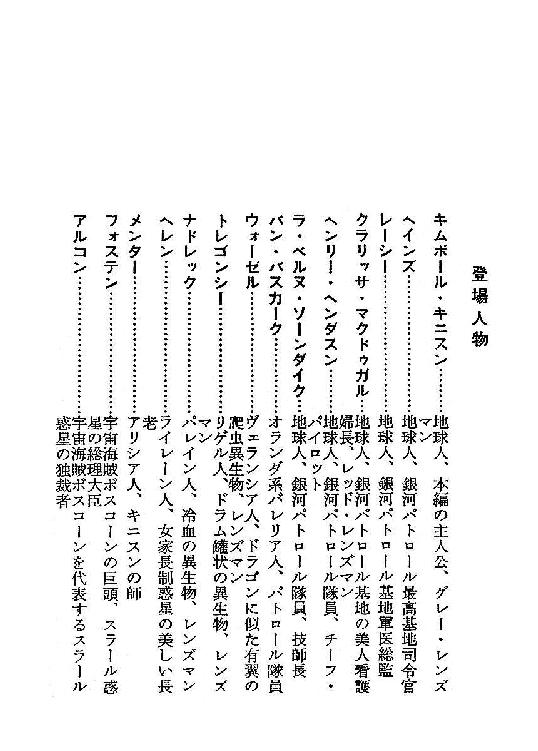 登場人物
キムボール・キニスン……………地球人、本編の主人公、グレー・レンズ
マン
ヘインズ……………………………地球人、銀河パトロール最高基地司令官
レーシー……………………………地球人、銀河パトロール基地軍医総監
クラリッサ・マクドゥガル………地球人、銀河パトロール基地の美人看護
婦長、レッド・レンズマン
ヘンリー・ヘンダスン……………地球人、銀河パトロール隊員、チーフ・
パイロット
ラ・ベルヌ・ソーンダイク………地球人、銀河パトロール隊員、技師長
バン・バスカーク…………………オランダ系バレリア人、パトロール隊員
ウォーゼル…………………………ヴェランシア人、ドラゴンに似た有翼の
爬虫異生物、レンズマン
トレゴンシー………………………リゲル人、ドラム罐状の異生物、レンズ
マン
ナドレック…………………………パレイン人、冷血の異生物、レンズマン
ヘレン………………………………ライレーン人、女家長制惑星の美しい長
老
メンター……………………………アリシア人、キニスンの師
フォステン…………………………宇宙海賊ボスコーンの巨頭、スラール惑
星の総理大臣
アルコン……………………………宇宙海賊ボスコーンを代表するスラール
惑星の独裁者